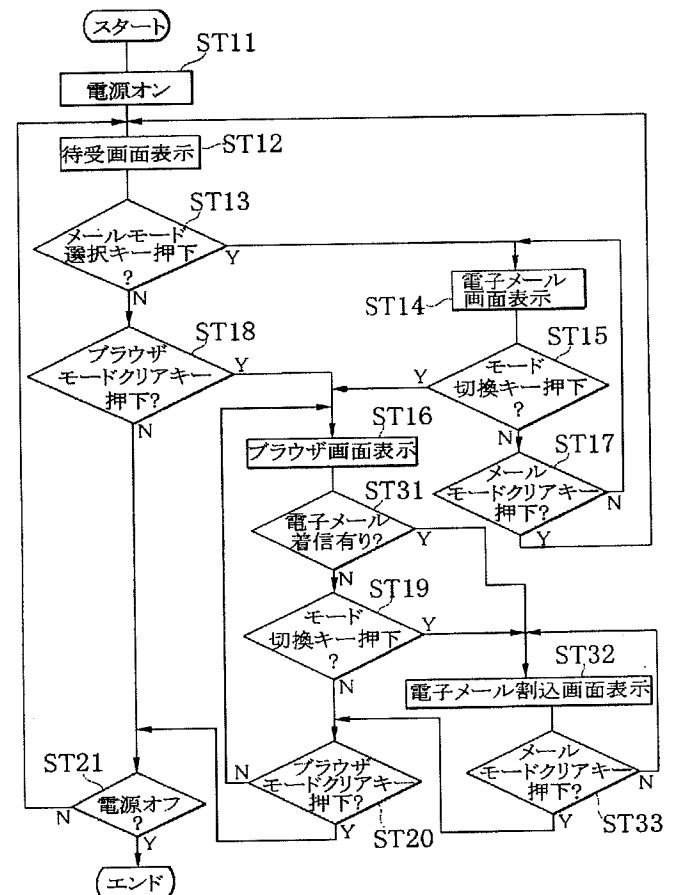 スタート
ST11
電源オン
待受画面表示
ST12
ST13
メールモード
選択キー押下
?
Y
N
ST14
電子メール
画面表示
ST18
ブラウザ
モードクリアキー
押下?
Y
N
ST15
モード
切換キー押下
?
Y
N
ST16
ブラウザ画面表示
ST17
メール
モードクリアキー
押下?
N
Y
ST31
電子メール
着信有り?
Y
N
ST19
モード
切換キー押下
?
Y
N
ST32
電子メール割込画面表示
ST21
電源オフ
?
N
Y
ブラウザ
モードクリアキー
押下?
N
Y
ST20
メール
モードクリアキー
押下?
N
Y
ST33
エンド